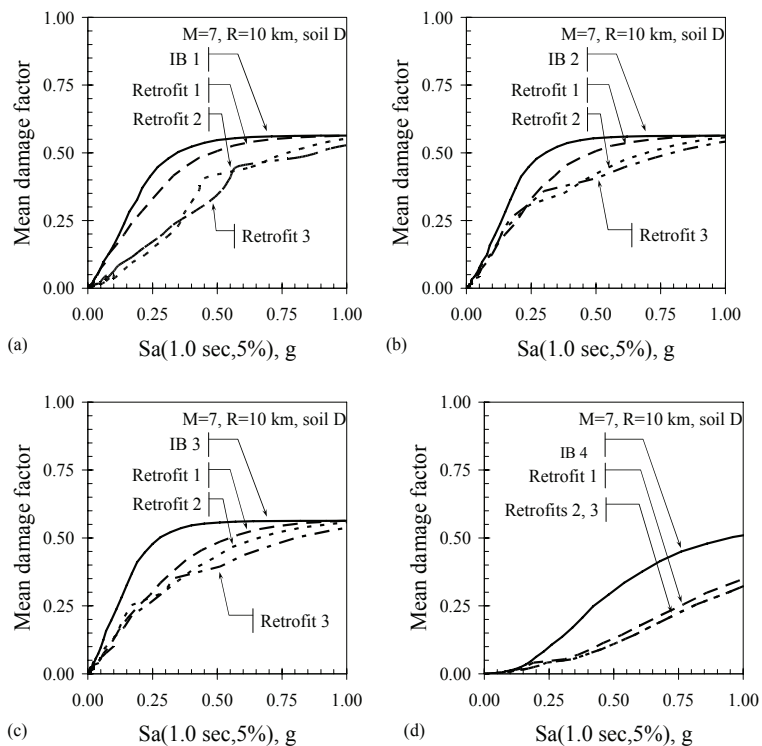 M=7, R=10 km, soil D
IB 1
Retrofit 1
Retrofit 2
Retrofit 3
Mean damage factor
1.00
0.75
0.50
0.25
0.00
0.00 0.25 0.50 0.75 1.00
(a)
Sa(1.0 sec,5%), g
M=7, R=10 km, soil D
IB 2
Retrofit 1
Retrofit 2
Retrofit 3
Mean damage factor
1.00
0.75
0.50
0.25
0.00
0.00 0.25 0.50 0.75 1.00
(b)
Sa(1.0 sec,5%), g
M=7, R=10 km, soil D
IB 3
Retrofit 1
Retrofit 2
Retrofit 3
Mean damage factor
1.00
0.75
0.50
0.25
0.00
0.00 0.25 0.50 0.75 1.00
(c)
Sa(1.0 sec,5%), g
M=7, R=10 km, soil D
IB 4
Retrofit 1
Retrofits 2, 3
Mean damage factor
1.00
0.75
0.50
0.25
0.00
0.00 0.25 0.50 0.75 1.00
(d)
Sa(1.0 sec,5%), g